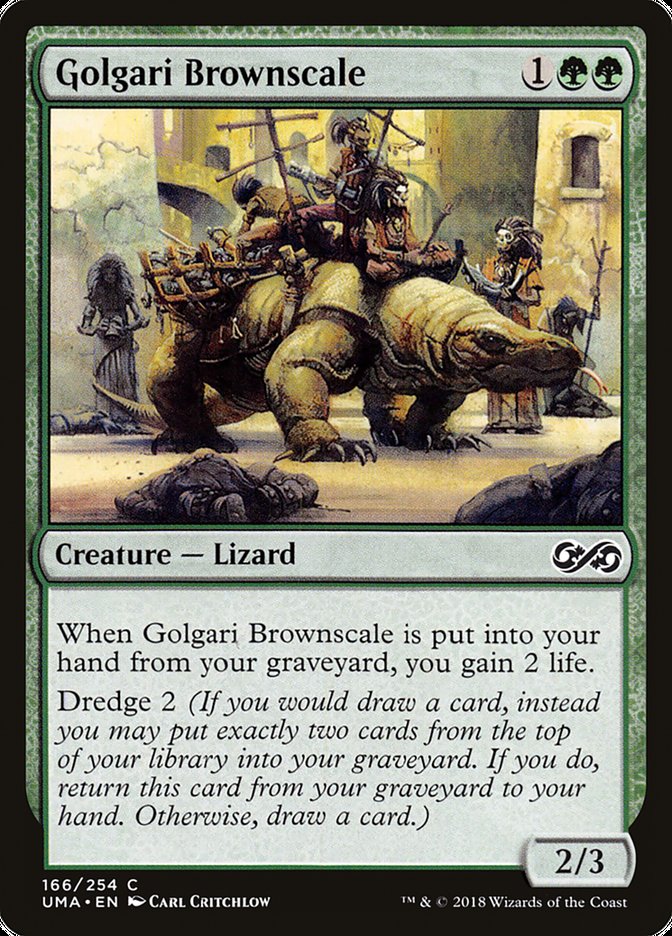 Golgari Brownscale 1
Creature — Lizard
When Golgari Brownscale is put into your
hand from your graveyard, you gain 2 life.
Dredge 2 (If you would draw a card, instead
you may put exactly two cards from the top
of your library into your graveyard. If you do,
return this card from your graveyard to your
hand. Otherwise, draw a card.)
2/3
166/254 C
UMA • EN Carl Critchlow
™ & © 2018 Wizards of the Coast